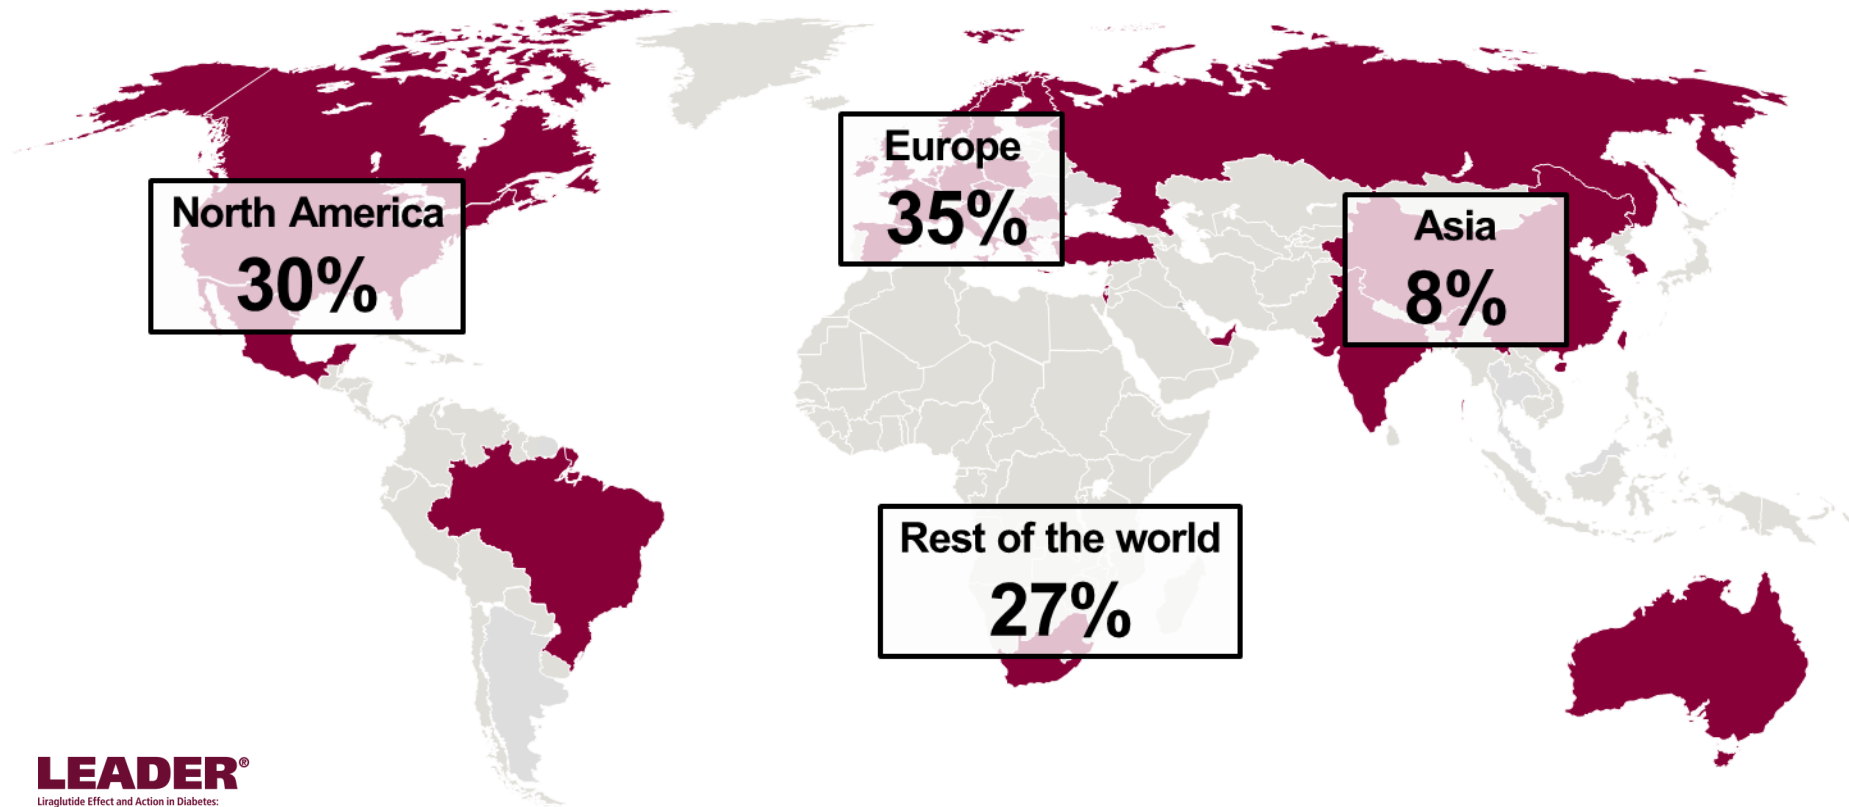 North America
30%
Europe
35%
Asia
8%
Rest of the world
27%
LEADER®
Liraglutide Effect and Action in Diabetes: